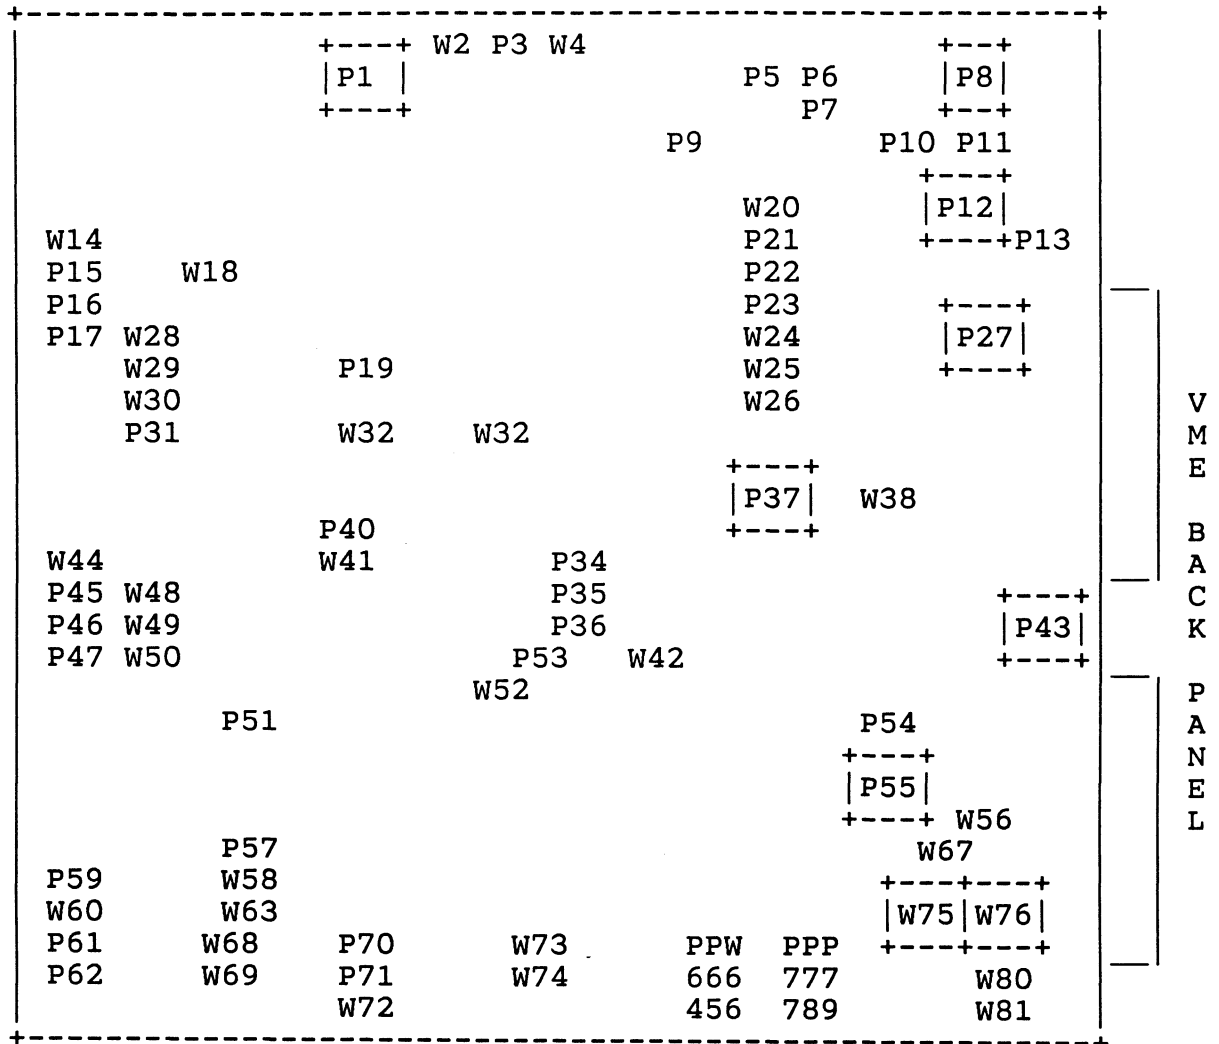 +--------------------------------------------------------+
+----+ W2 P3 W4 +--+
|P1 | P5 P6 |P8|
+----+ P7 +--+
P9 P10 P11
+----+
W20 |P12|
W14 P21 +----+P13
P15 W18 P22
P16 P23 +----+
P17 W28 W24 |P27|
W29 P19 W25 +----+
W30 W26 V
P31 W32 W32 M
+----+ E
|P37| W38
P40 +----+ B
W44 W41 P34 A
P45 W48 P35 +----+ C
P46 W49 P36 |P43| K
P47 W50 P53 W42 +----+
W52 P
P51 P54 A
+----+ N
|P55| E
+----+ W56 L
P57 W67
P59 W58 +----+----+
W60 W63 |W75|W76|
P61 W68 P70 W73 PPW PPP +----+----+
P62 W69 P71 W74 666 777 W80
W72 456 789 W81
+--------------------------------------------------------+